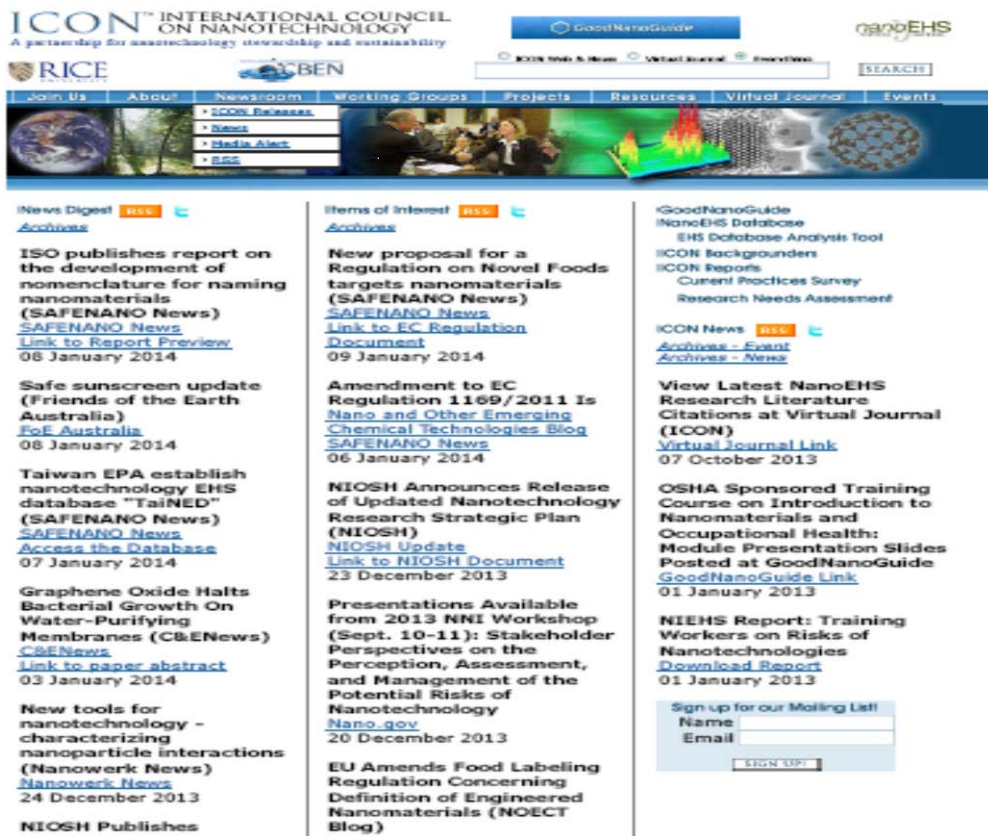 ICON™ INTERNATIONAL COUNCIL
ON NANOTECHNOLOGY
A partnership for nanotechnology stewardship and sustainability
GoodNanoGuide
nanoEHS
RICE
UNIVERSITY
CBEN
ICON Web & News Virtual Journal Everything
SEARCH
Join Us About Newsroom Working Groups Projects Resources Virtual Journal Events
ICON Releases
News
Media Alert
RSS
News Digest RSS
Archives
ISO publishes report on
the development of
nomenclature for naming
nanomaterials
(SAFENANO News)
SAFENANO News
Link to Report Preview
08 January 2014
Safe sunscreen update
(Friends of the Earth
Australia)
FoE Australia
08 January 2014
Taiwan EPA establish
nanotechnology EHS
database "TaiNED"
(SAFENANO News)
SAFENANO News
Access the Database
07 January 2014
Graphene Oxide Halts
Bacterial Growth On
Water-Purifying
Membranes (C&ENews)
C&ENews
Link to paper abstract
03 January 2014
New tools for
nanotechnology -
characterizing
nanoparticle interactions
(Nanowerk News)
Nanowerk News
24 December 2013
NIOSH Publishes
Items of Interest RSS
Archives
New proposal for a
Regulation on Novel Foods
targets nanomaterials
(SAFENANO News)
SAFENANO News
Link to EC Regulation
Document
09 January 2014
Amendment to EC
Regulation 1169/2011 Is
Nano and Other Emerging
Chemical Technologies Blog
SAFENANO News
06 January 2014
NIOSH Announces Release
of Updated Nanotechnology
Research Strategic Plan
(NIOSH)
NIOSH Update
Link to NIOSH Document
23 December 2013
Presentations Available
from 2013 NNI Workshop
(Sept. 10-11): Stakeholder
Perspectives on the
Perception, Assessment,
and Management of the
Potential Risks of
Nanotechnology
Nano.gov
20 December 2013
EU Amends Food Labeling
Regulation Concerning
Definition of Engineered
Nanomaterials (NOECT
Blog)
GoodNanoGuide
NanoEHS Database
EHS Database Analysis Tool
ICON Backgrounders
ICON Reports
Current Practices Survey
Research Needs Assessment
ICON News RSS
Archives - Event
Archives - News
View Latest NanoEHS
Research Literature
Citations at Virtual Journal
(ICON)
Virtual Journal Link
07 October 2013
OSHA Sponsored Training
Course on Introduction to
Nanomaterials and
Occupational Health:
Module Presentation Slides
Posted at GoodNanoGuide
GoodNanoGuide Link
01 January 2013
NIEHS Report: Training
Workers on Risks of
Nanotechnologies
Download Report
01 January 2013
Sign up for our Mailing List!
Name
Email
SIGN UP!